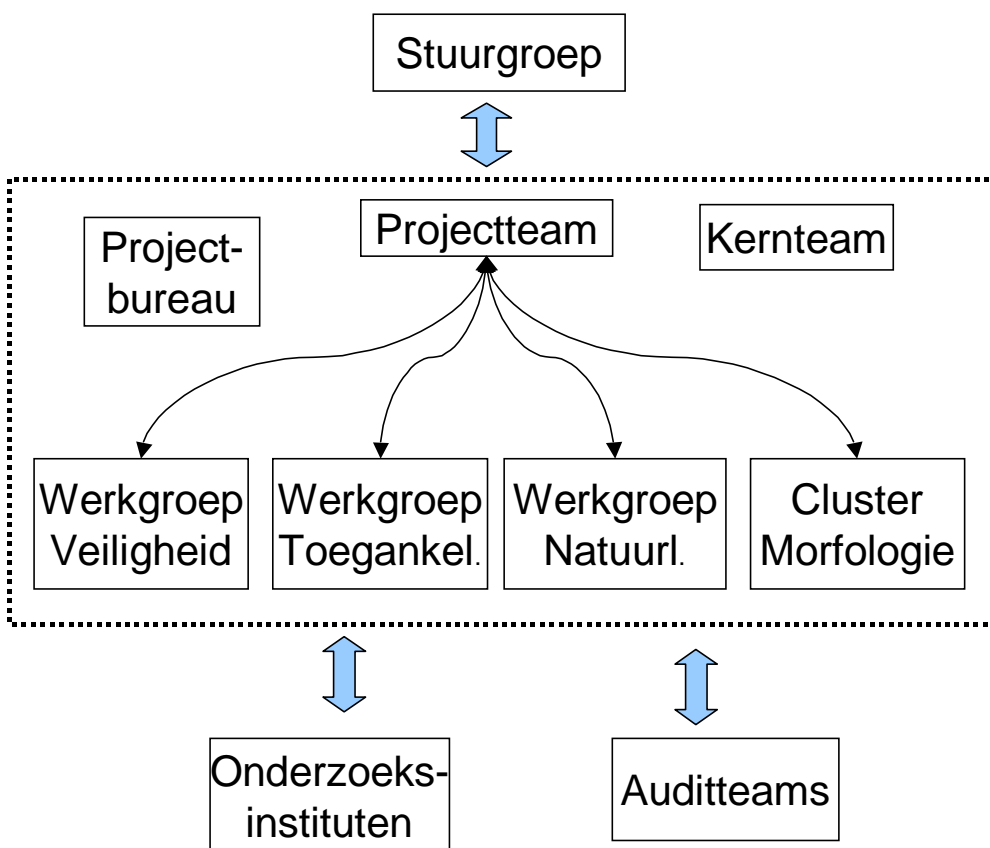 Stuurgroep
Project-
bureau
Projectteam
Kernteam
Werkgroep
Veiligheid
Werkgroep
Toegankel.
Werkgroep
Natuurl.
Cluster
Morfologie
Onderzoeks-
instituten
Auditteams